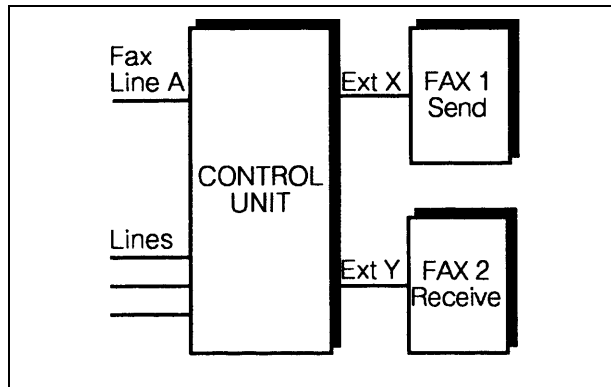 Fax
Line A
Ext X
FAX 1
Send
CONTROL
UNIT
Lines
Ext Y
FAX 2
Receive